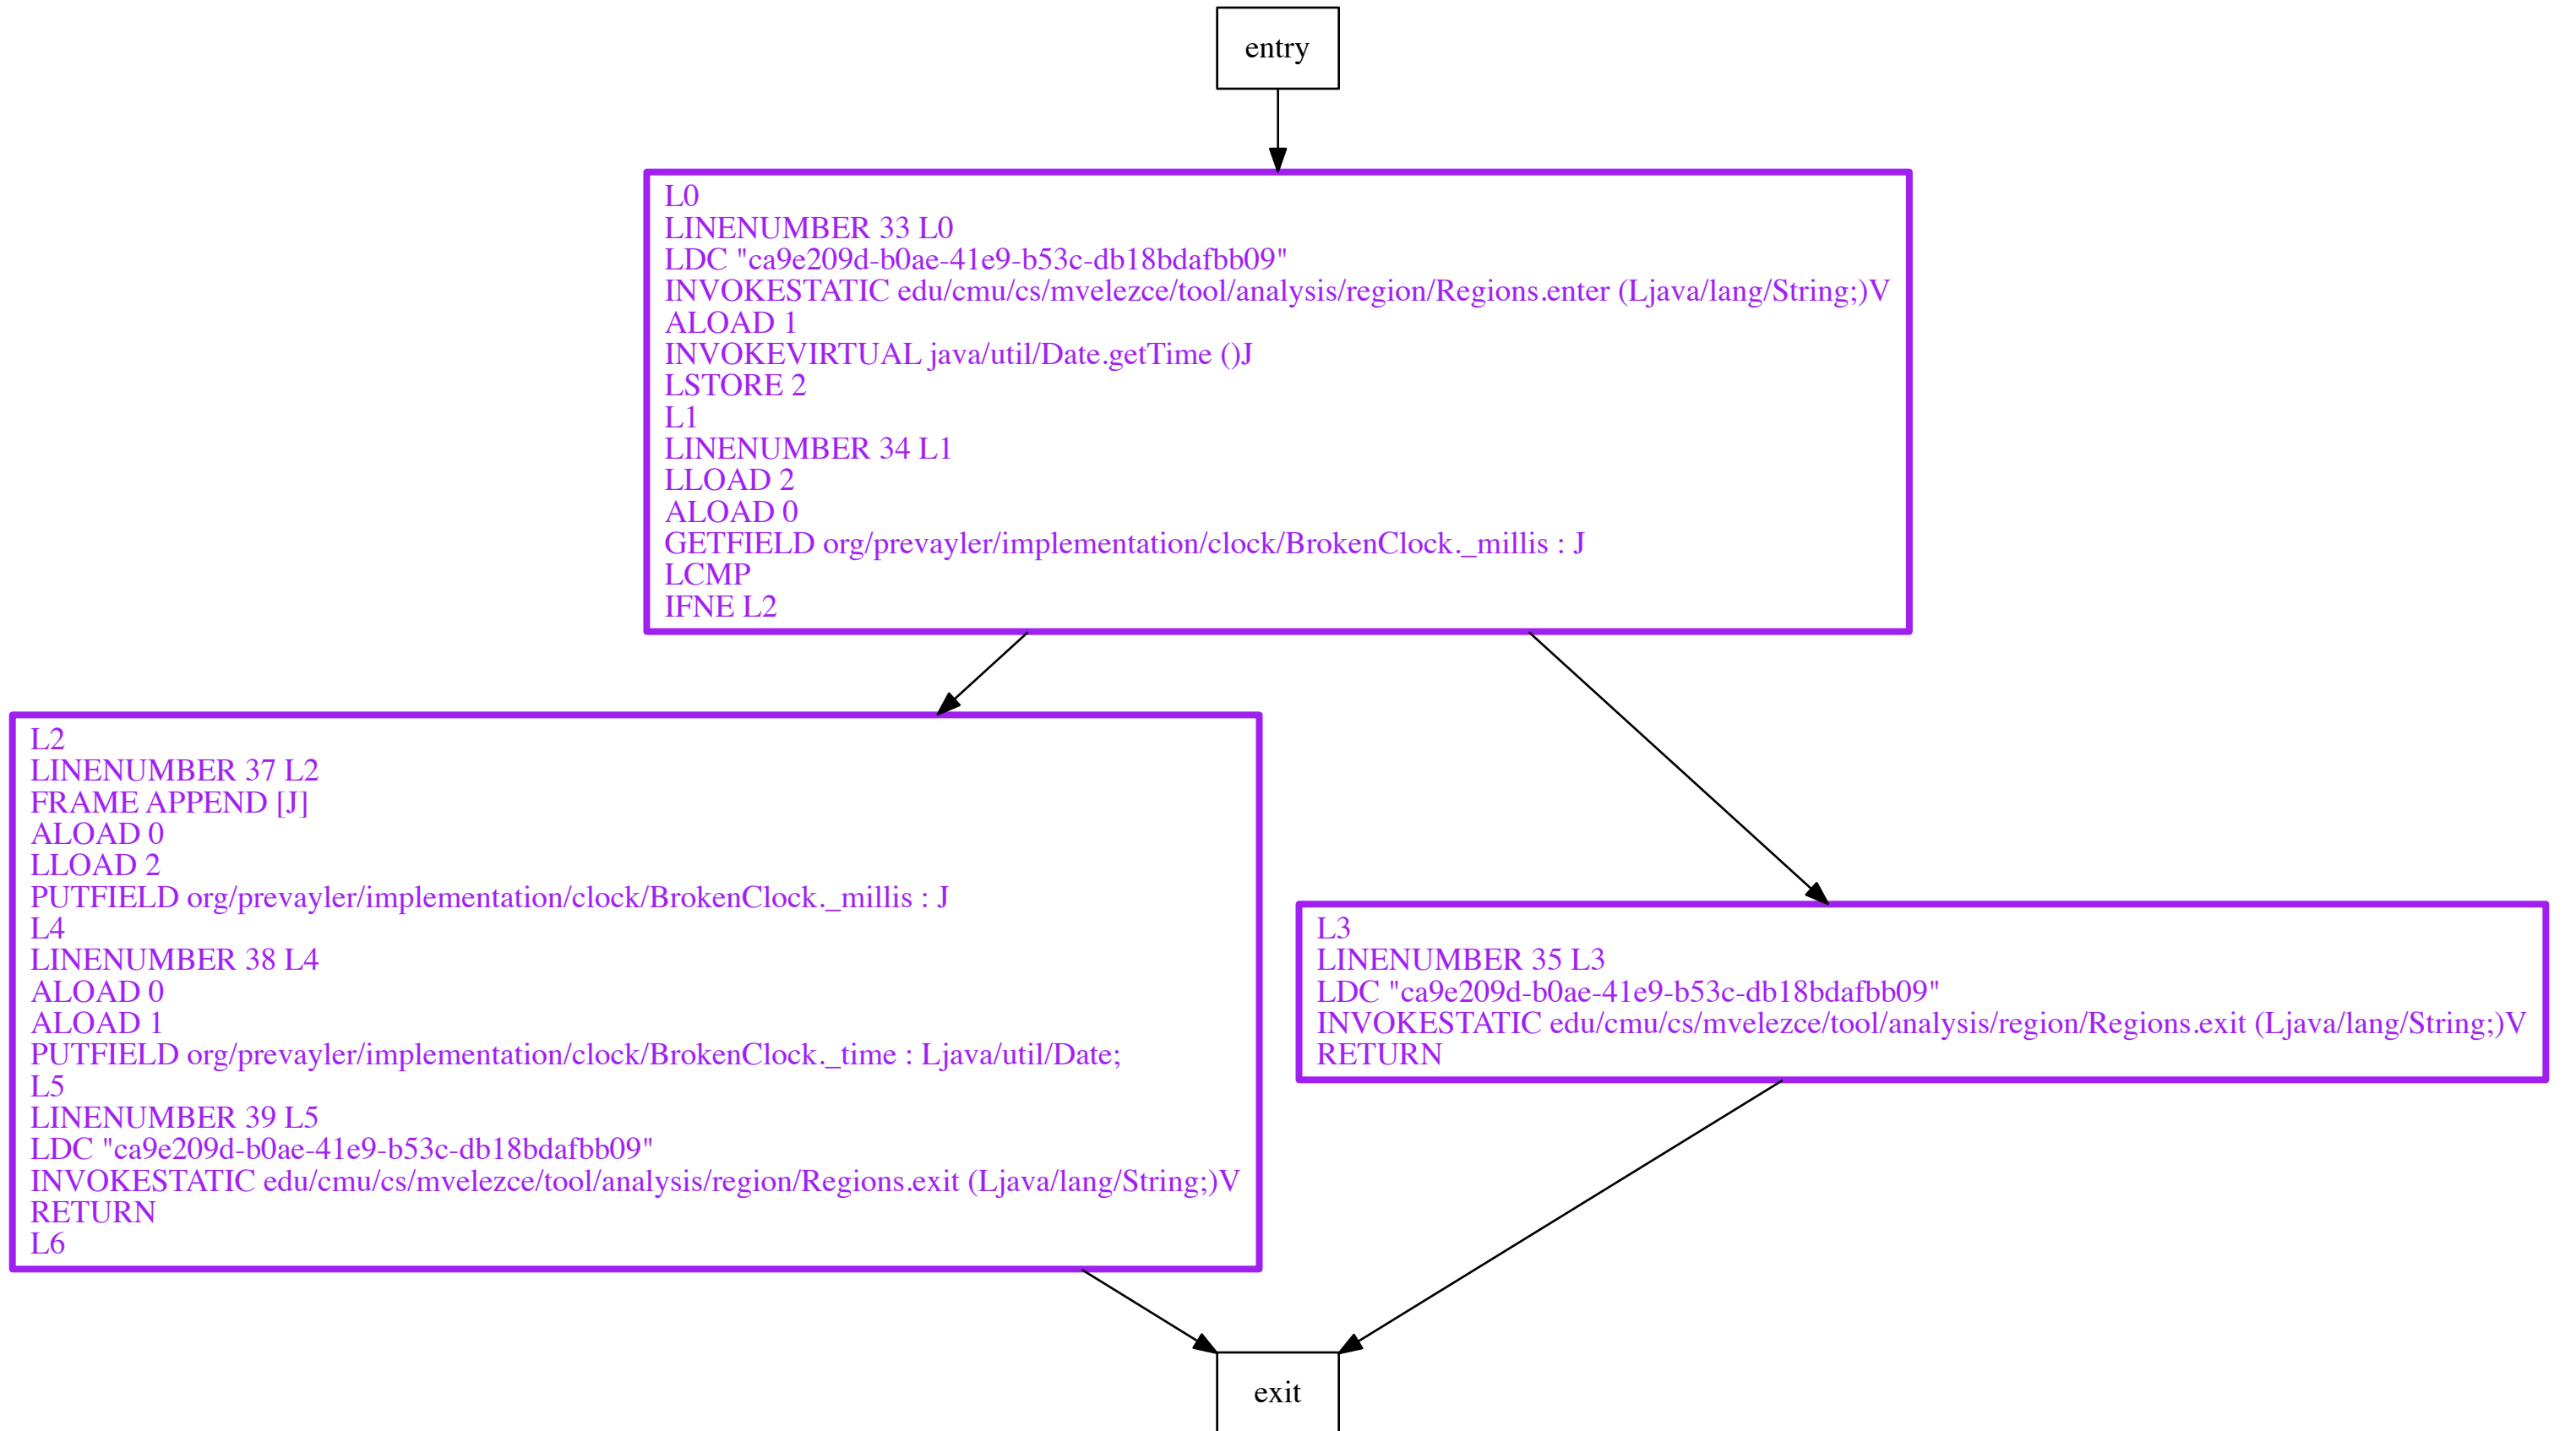 entry
L0
LINENUMBER 33 L0
LDC "ca9e209d-b0ae-41e9-b53c-db18bdafbb09"
INVOKESTATIC edu/cmu/cs/mvelezce/tool/analysis/region/Regions.enter (Ljava/lang/String;)V
ALOAD 1
INVOKEVIRTUAL java/util/Date.getTime ()J
LSTORE 2
L1
LINENUMBER 34 L1
LLOAD 2
ALOAD 0
GETFIELD org/prevayler/implementation/clock/BrokenClock._millis : J
LCMP
IFNE L2
L2
LINENUMBER 37 L2
FRAME APPEND [J]
ALOAD 0
LLOAD 2
PUTFIELD org/prevayler/implementation/clock/BrokenClock._millis : J
L4
LINENUMBER 38 L4
ALOAD 0
ALOAD 1
PUTFIELD org/prevayler/implementation/clock/BrokenClock._time : Ljava/util/Date;
L5
LINENUMBER 39 L5
LDC "ca9e209d-b0ae-41e9-b53c-db18bdafbb09"
INVOKESTATIC edu/cmu/cs/mvelezce/tool/analysis/region/Regions.exit (Ljava/lang/String;)V
RETURN
L6
L3
LINENUMBER 35 L3
LDC "ca9e209d-b0ae-41e9-b53c-db18bdafbb09"
INVOKESTATIC edu/cmu/cs/mvelezce/tool/analysis/region/Regions.exit (Ljava/lang/String;)V
RETURN
exit